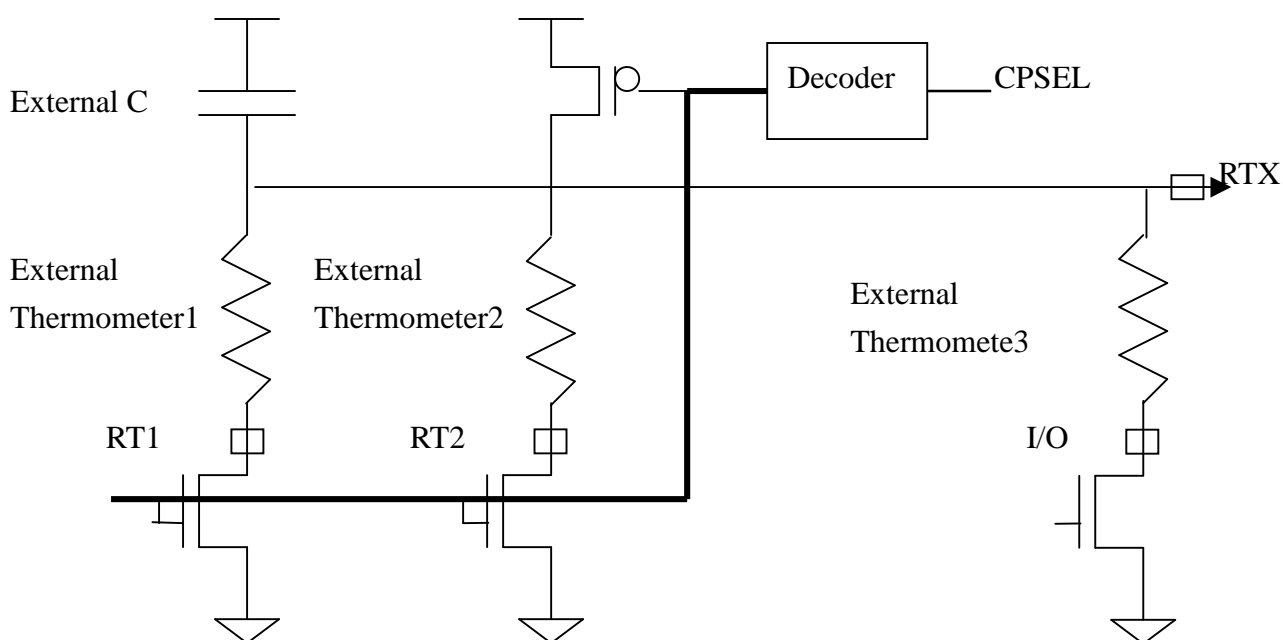 Decoder
CPSEL
External C
RTX
External
Thermometer1
External
Thermometer2
External
Thermomete3
RT1
RT2
I/O